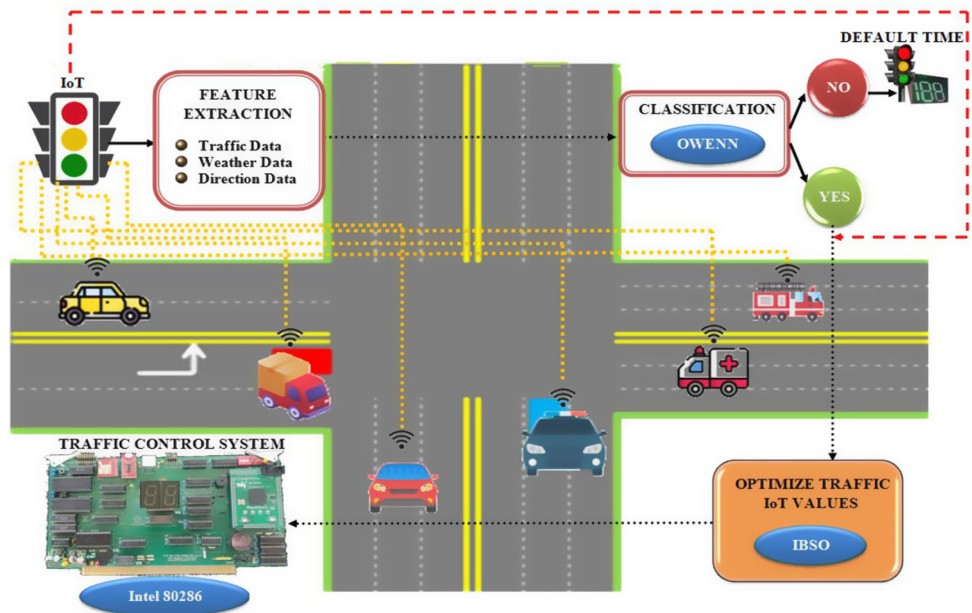 DEFAULT TIME
IoT
FEATURE
EXTRACTION
Traffic Data
Weather Data
Direction Data
CLASSIFICATION
OWENN
NO
YES
TRAFFIC CONTROL SYSTEM
OPTIMIZE TRAFFIC
IoT VALUES
IBSO
Intel 80286